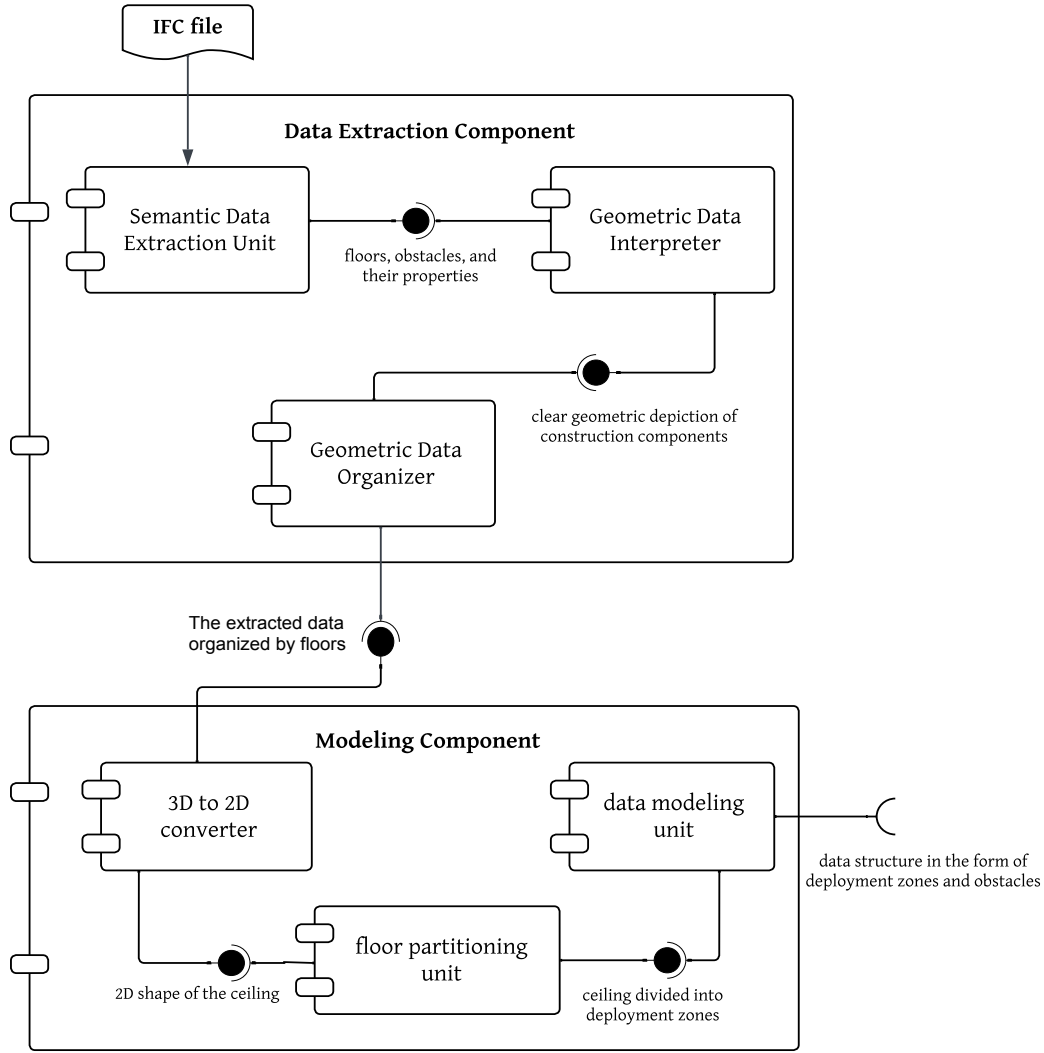 IFC file
Data Extraction Component
Semantic Data
Extraction Unit
floors, obstacles, and
their properties
Geometric Data
Interpreter
clear geometric depiction of
construction components
Geometric Data
Organizer
The extracted data
organized by floors
Modeling Component
3D to 2D
converter
data modeling
unit
data structure in the form of
deployment zones and obstacles
floor partitioning
unit
2D shape of the ceiling
ceiling divided into
deployment zones